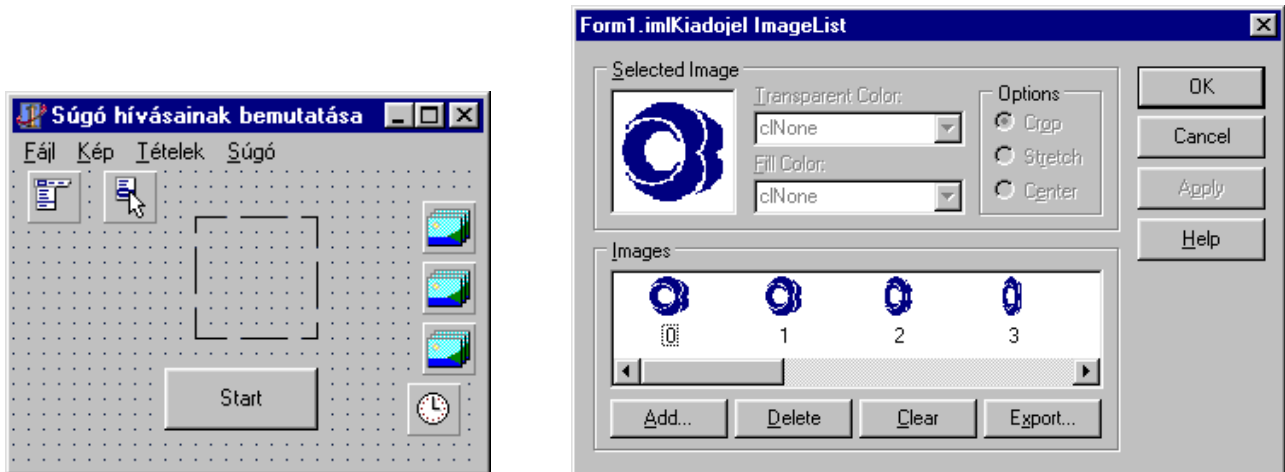 Súgó hívásainak bemutatása
Fájl Kép Tételek Súgó
Start
Form1.imlKiadojel ImageList
Selected Image
Transparent Color:
clNone
Fill Color:
clNone
Options
Crop
Stretch
Center
OK
Cancel
Apply
Help
Images
0 1 2 3
Add... Delete Clear Export...